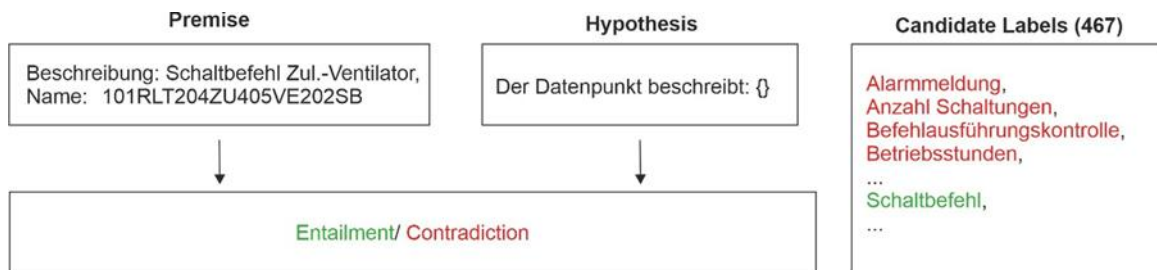 Premise
Beschreibung: Schaltbefehl Zul.-Ventilator,
Name: 101RLT204ZU405VE202SB
Hypothesis
Der Datenpunkt beschreibt: {}
Entailment/ Contradiction
Candidate Labels (467)
Alarmmeldung,
Anzahl Schaltungen,
Befehlausführungskontrolle,
Betriebsstunden,
...
Schaltbefehl,
...